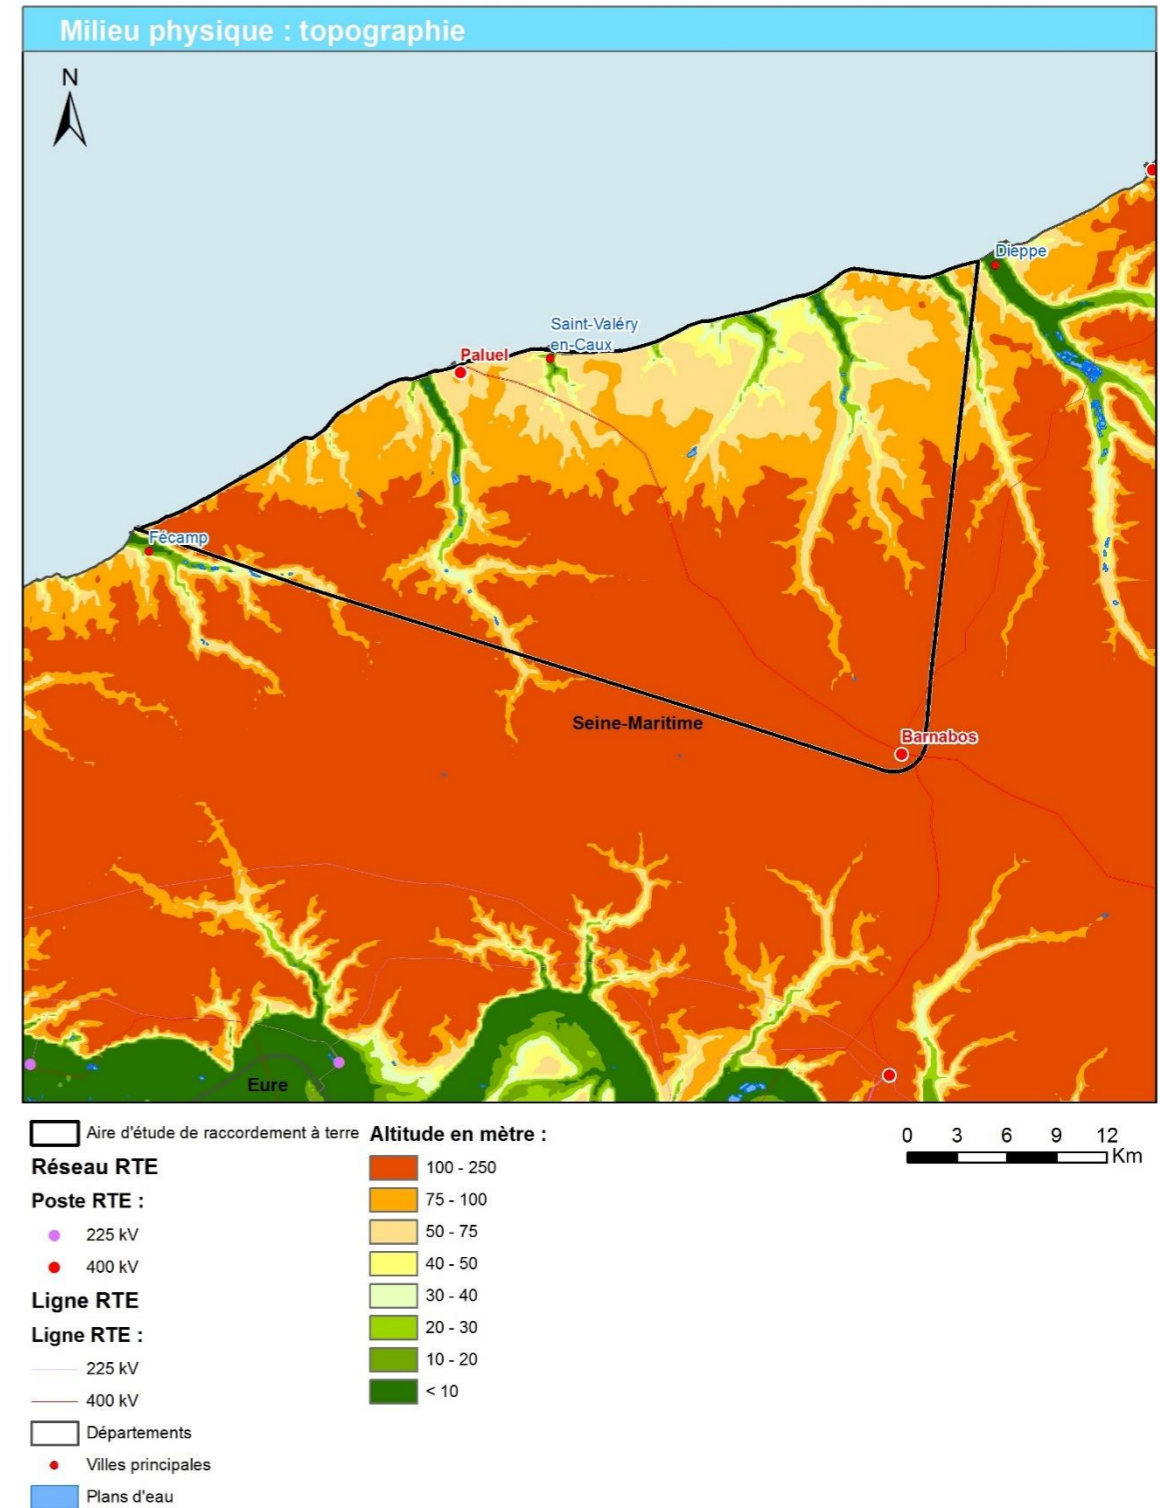 Milieu physique : topographie
N
Dieppe
Saint-Valéry
en-Caux
Paluel
Fécamp
Seine-Maritime
Barnabos
Eure
Aire d'étude de raccordement à terre
Réseau RTE
Poste RTE :
225 kV
400 kV
Ligne RTE
Ligne RTE :
225 kV
400 kV
Départements
Villes principales
Plans d'eau
Altitude en mètre :
100 - 250
75 - 100
50 - 75
40 - 50
30 - 40
20 - 30
10 - 20
< 10
0 3 6 9 12
Km